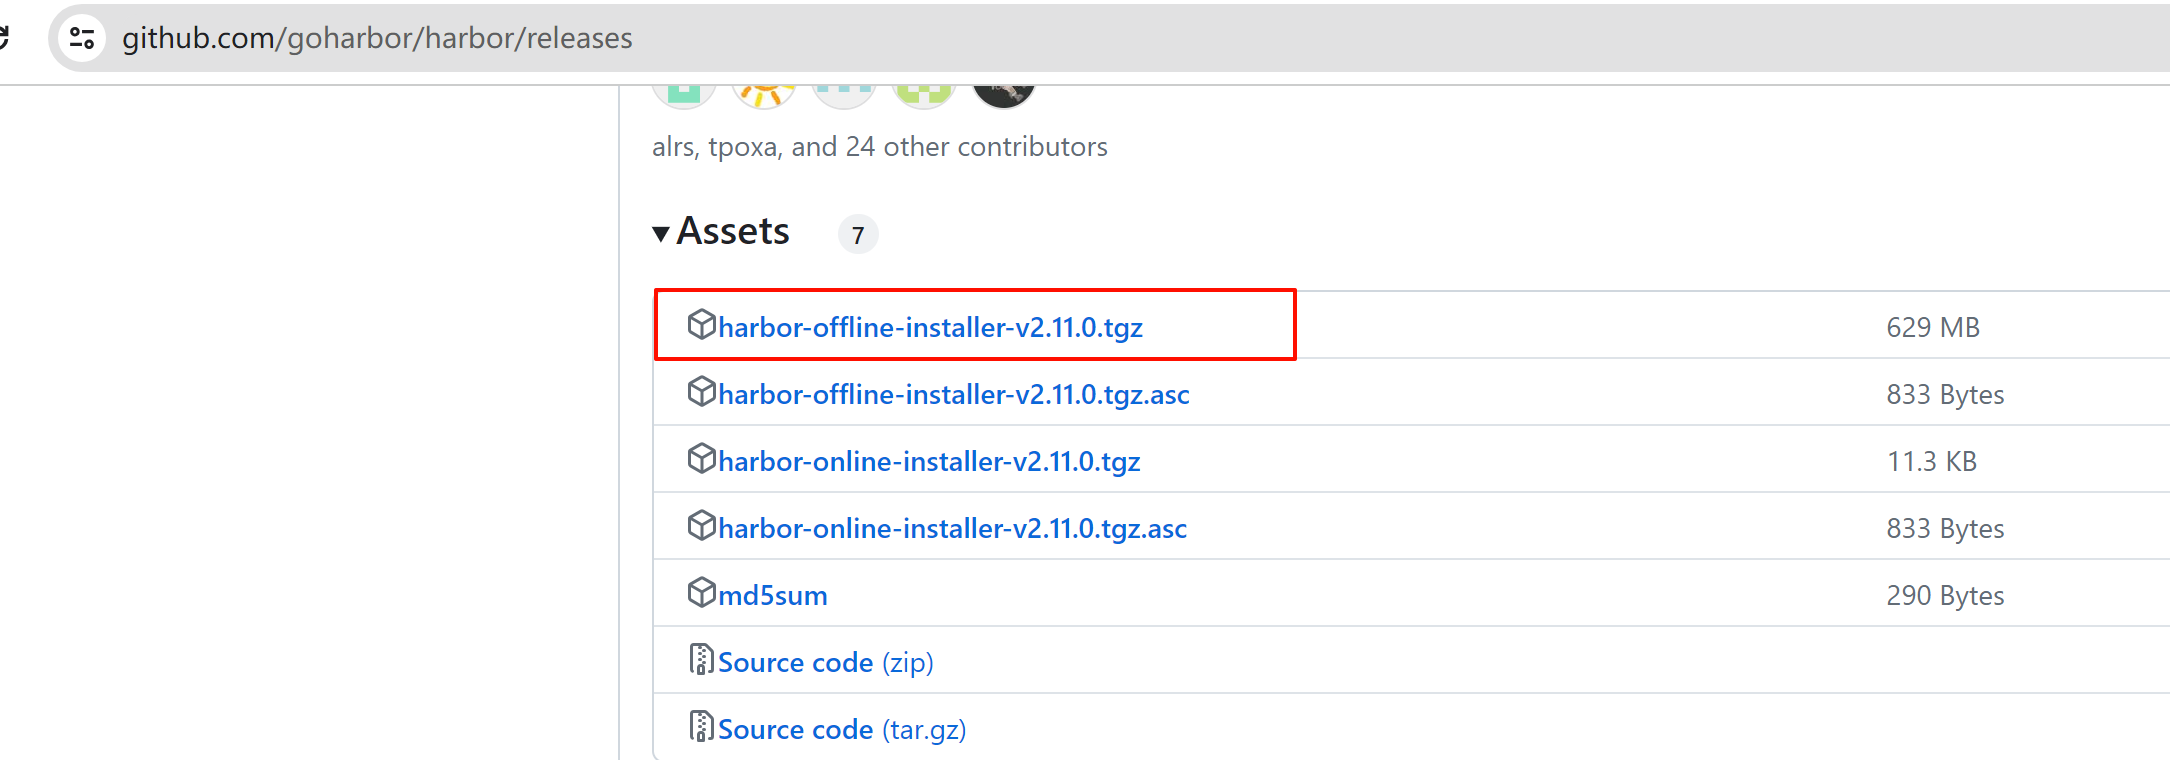 github.com/goharbor/harbor/releases
alrs, tpoxa, and 24 other contributors
Assets 7
harbor-offline-installer-v2.11.0.tgz 629 MB
harbor-offline-installer-v2.11.0.tgz.asc 833 Bytes
harbor-online-installer-v2.11.0.tgz 11.3 KB
harbor-online-installer-v2.11.0.tgz.asc 833 Bytes
md5sum 290 Bytes
Source code (zip)
Source code (tar.gz)